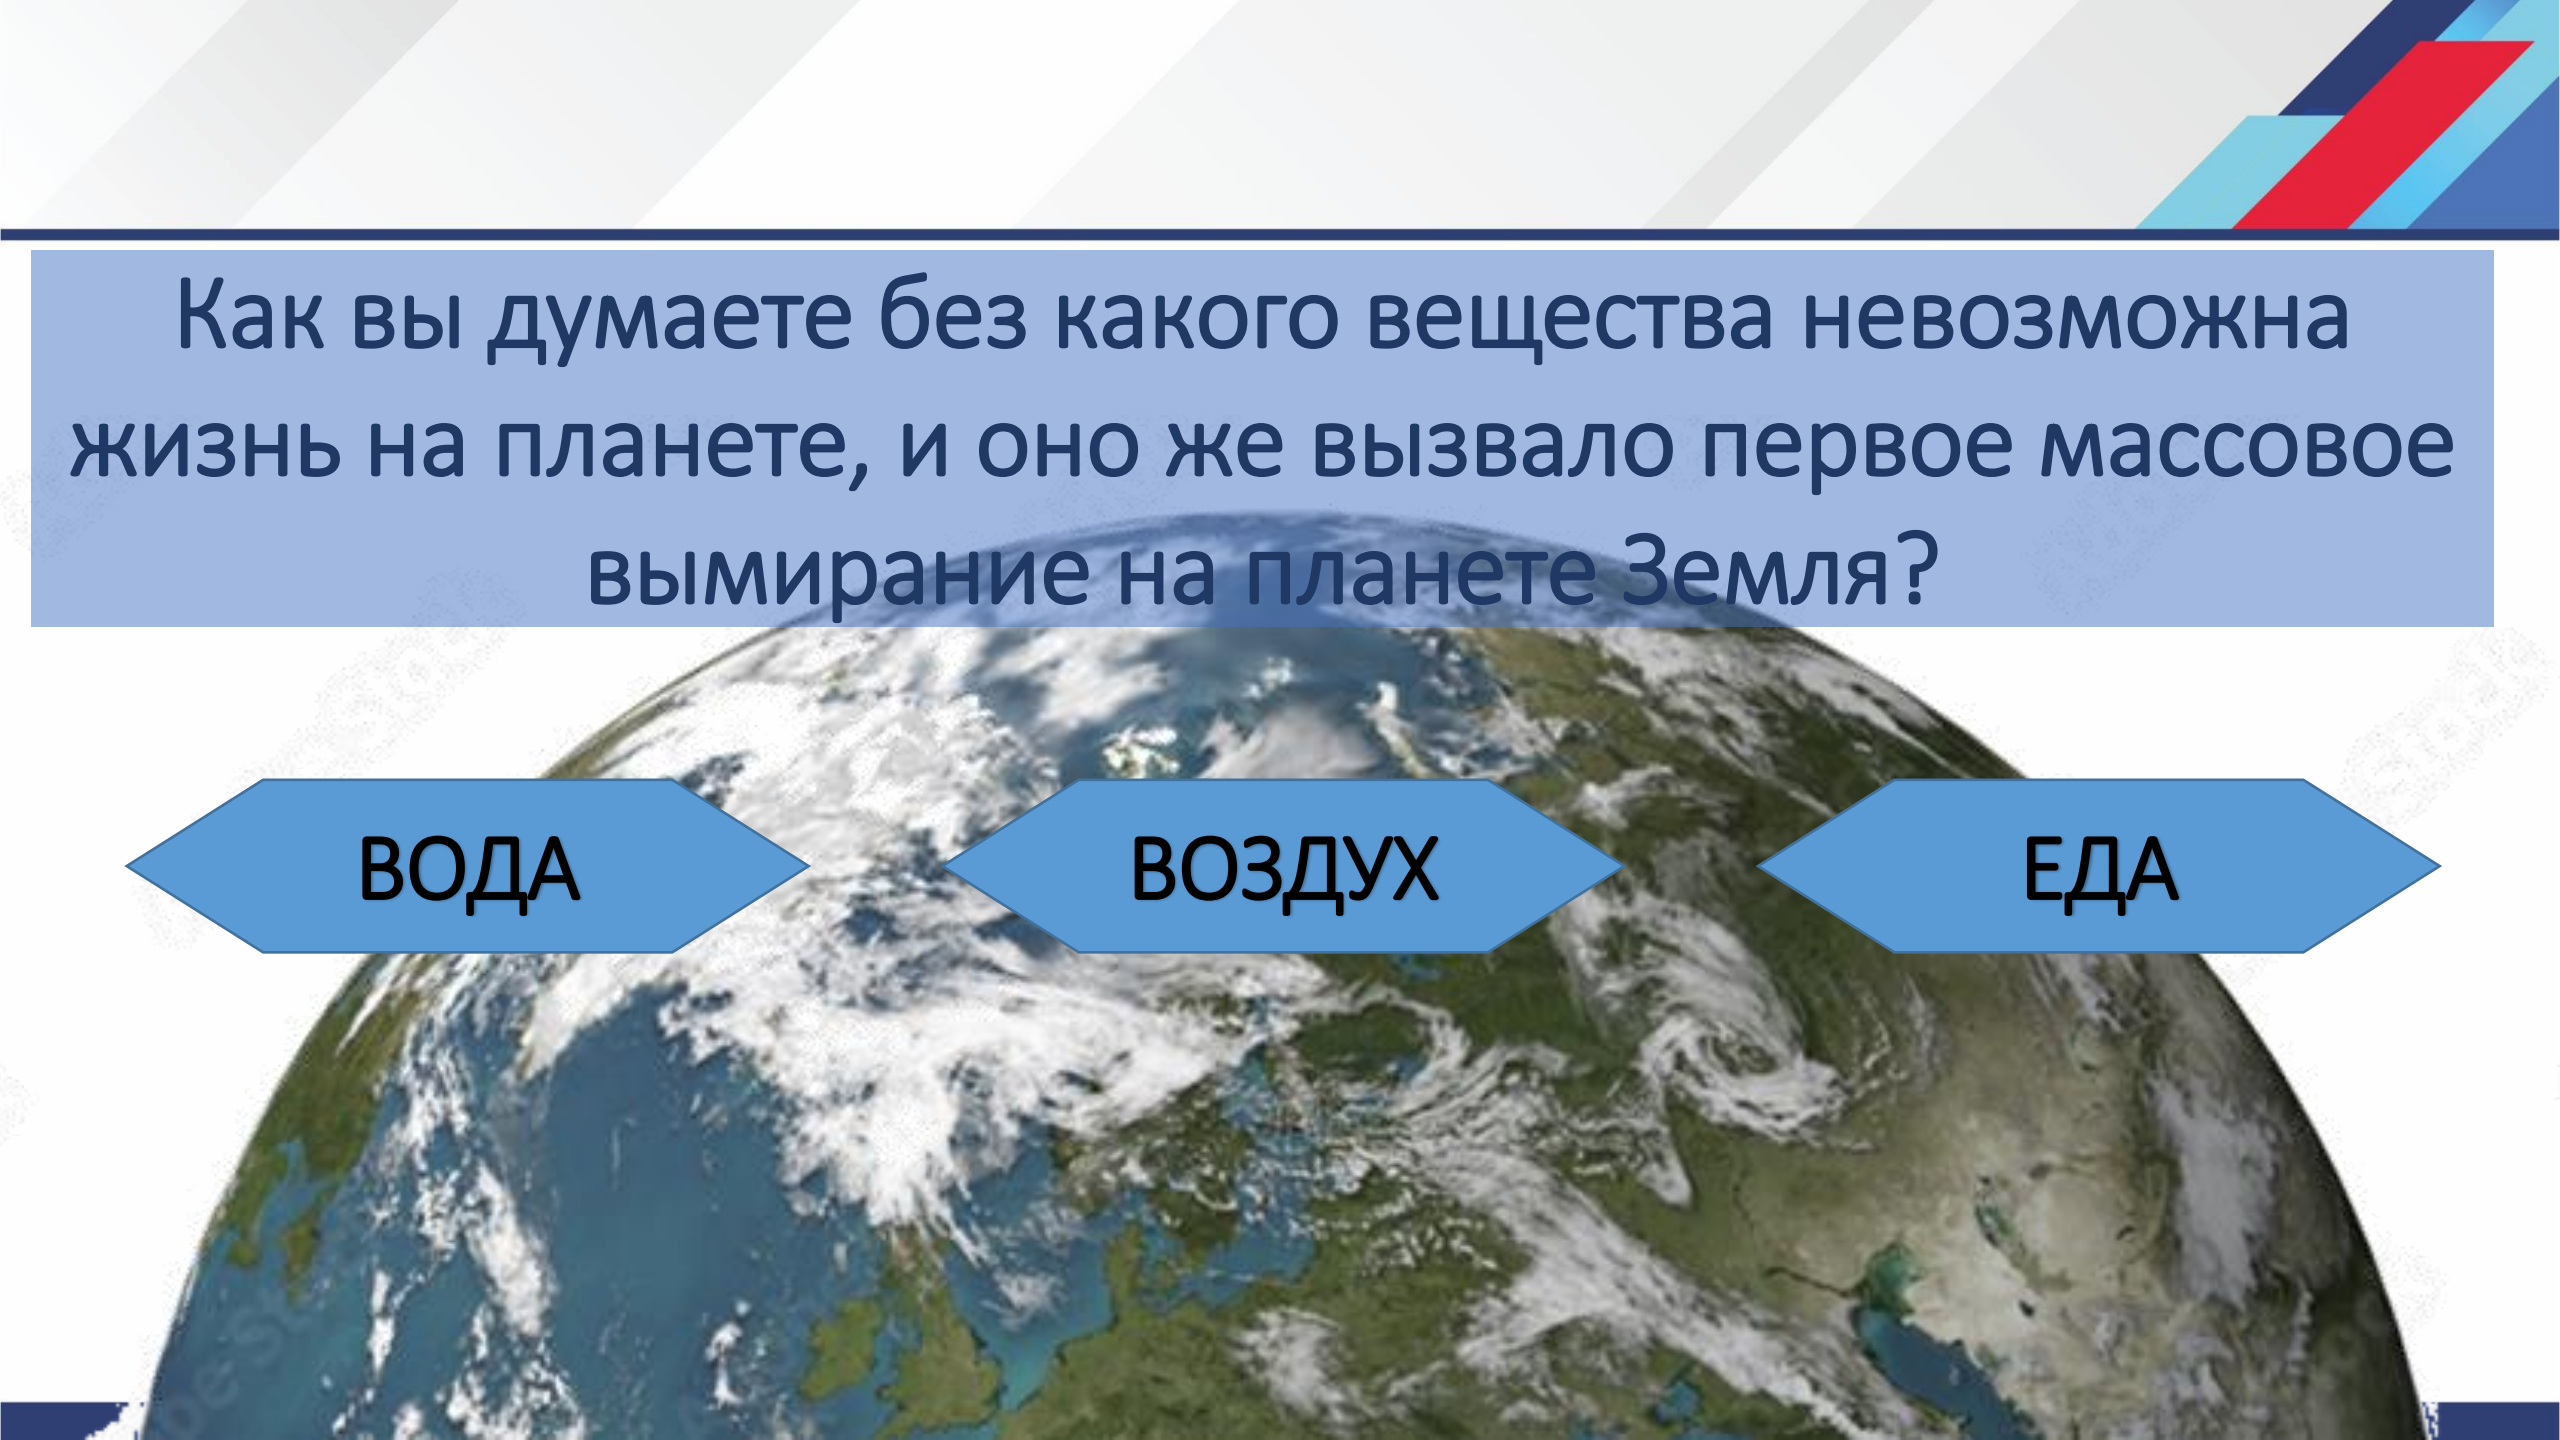 Как вы думаете без какого вещества невозможна
жизнь на планете, и оно же вызвало первое массовое
вымирание на планете Земля?
ВОДА
ВОЗДУХ
ЕДА